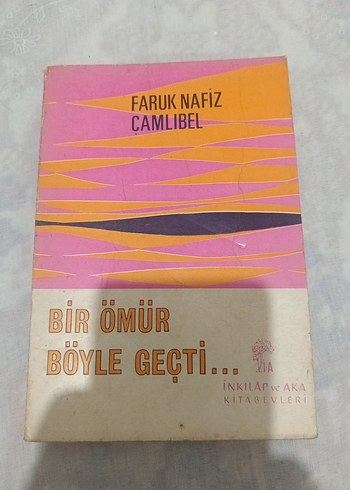 FARUK NAFİZ
ÇAMLIBEL
BİR ÖMÜR
BÖYLE GEÇTİ...
İNKILÂP ve AKA
KİTABEVLERİ